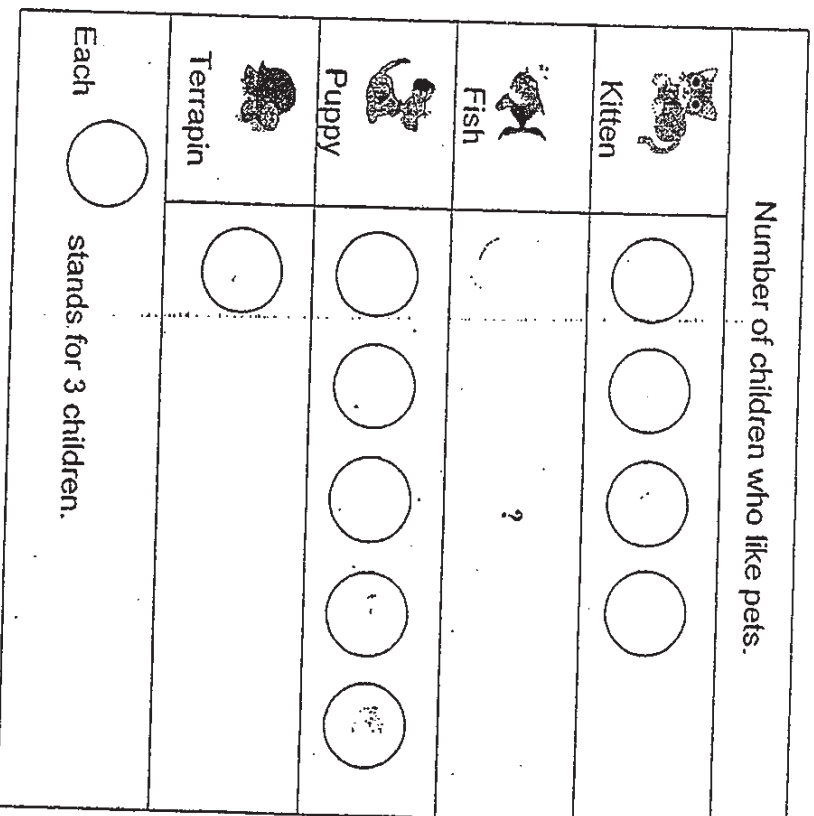 Number of children who like pets.
Kitten
Fish
?
Puppy
Terrapin
Each
stands for 3 children.